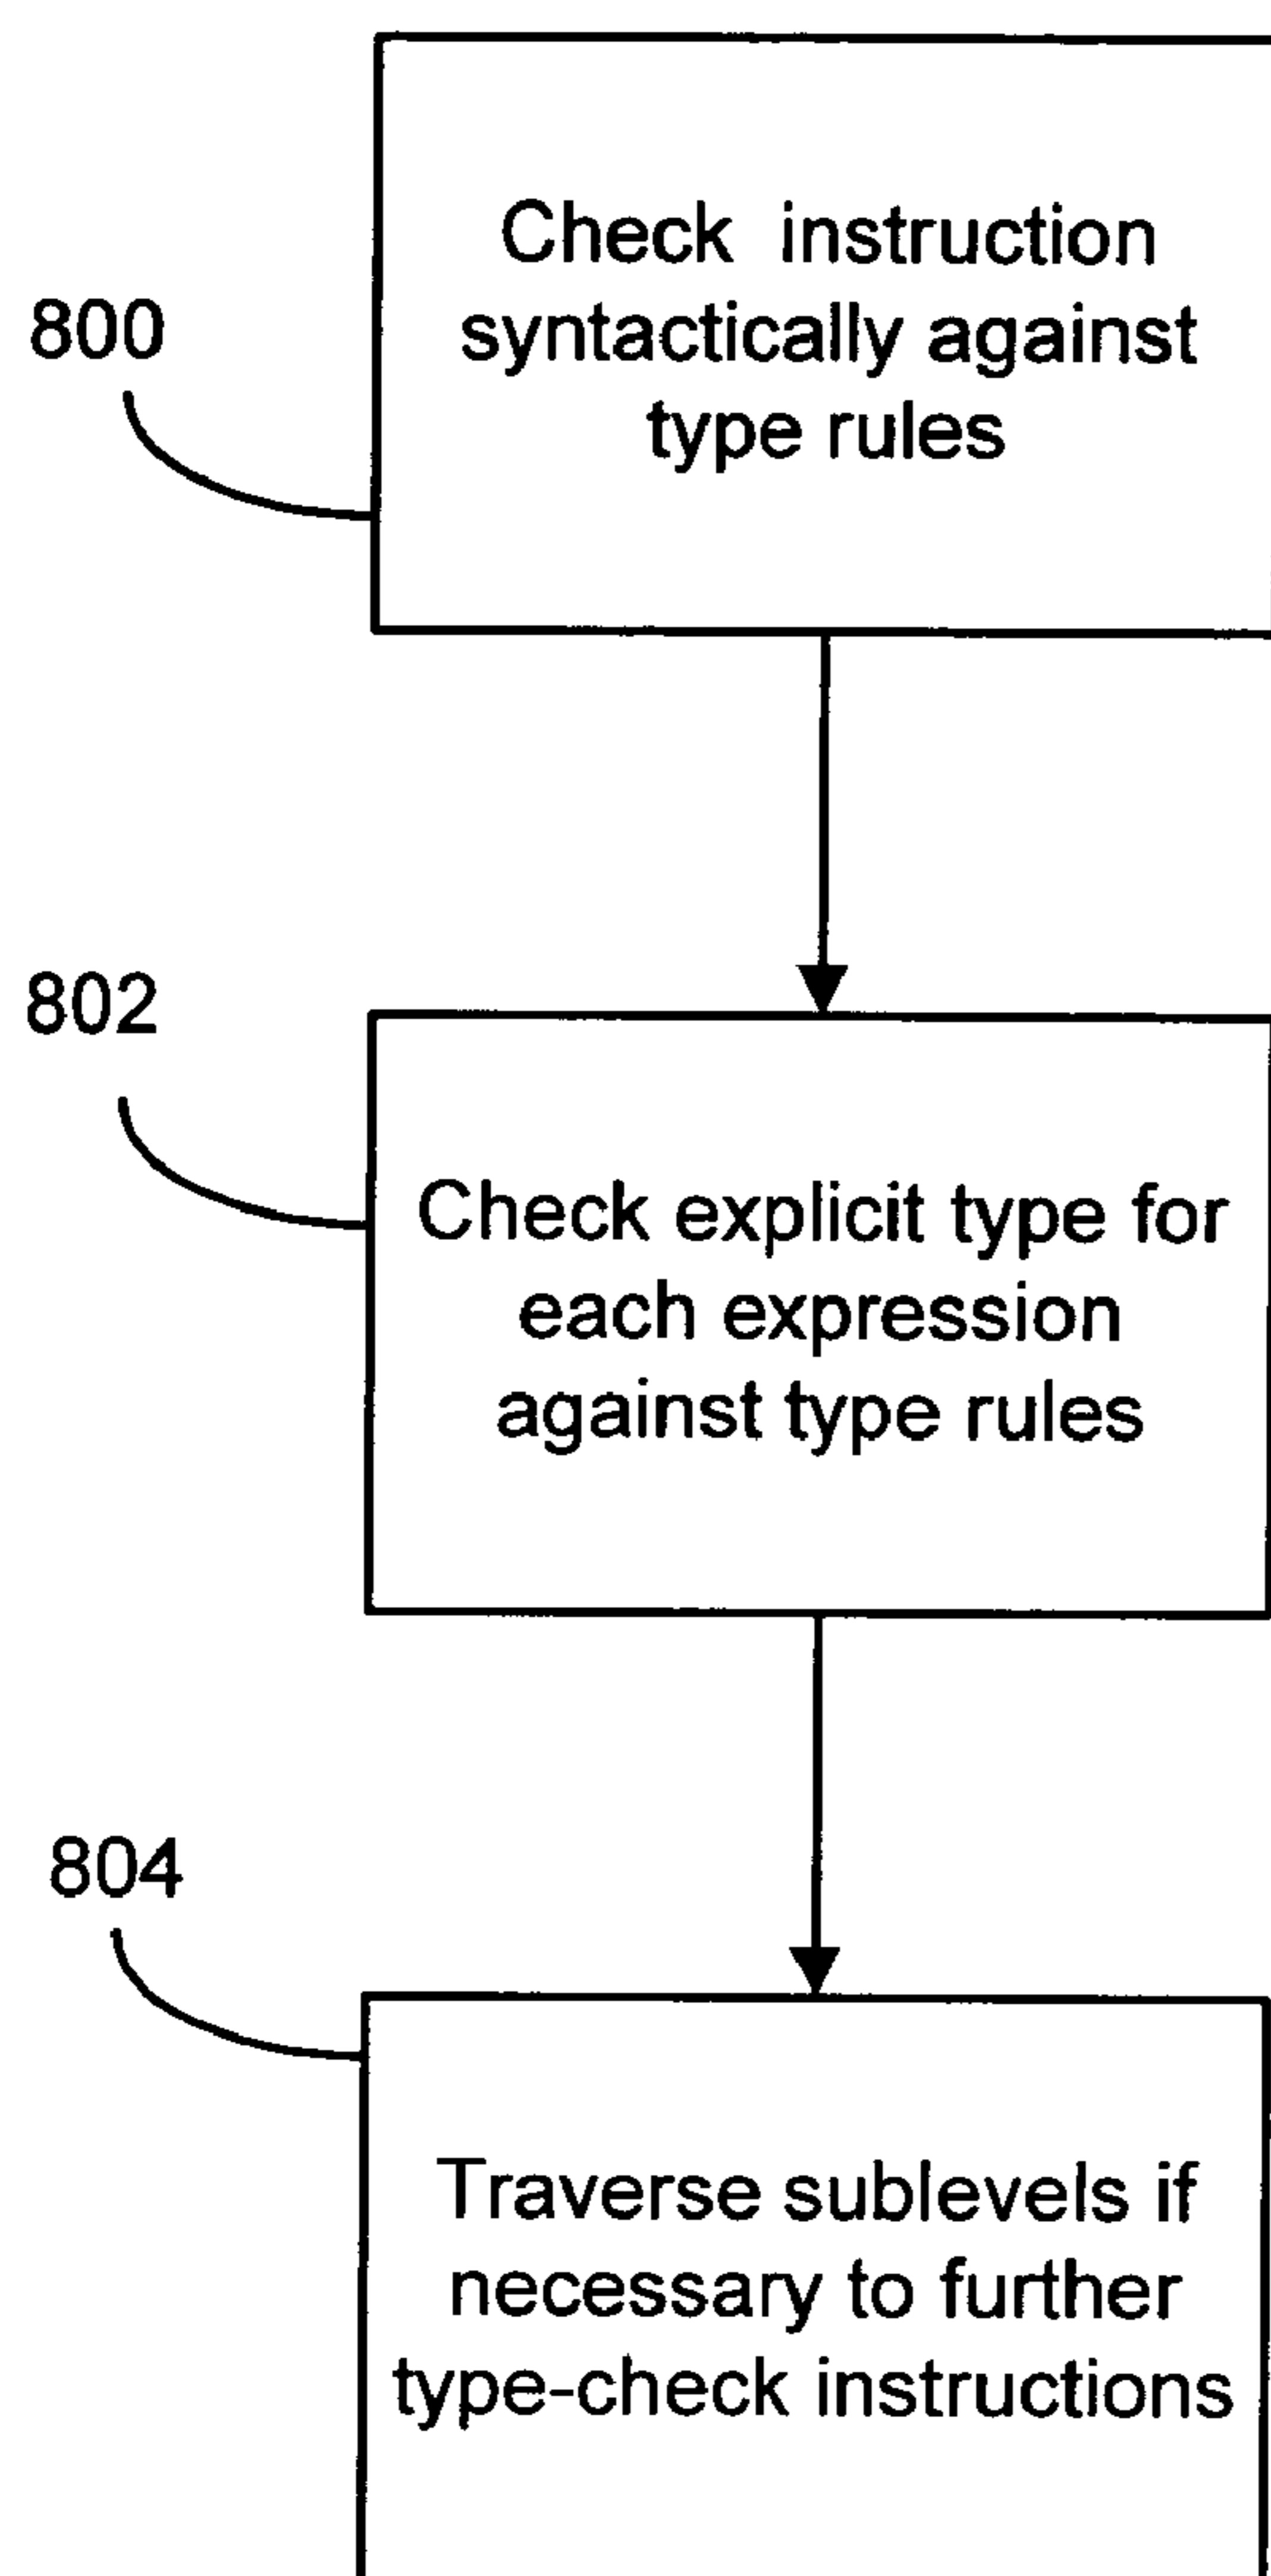 800
Check instruction
syntactically against
type rules
802
Check explicit type for
each expression
against type rules
804
Traverse sublevels if
necessary to further
type-check instructions